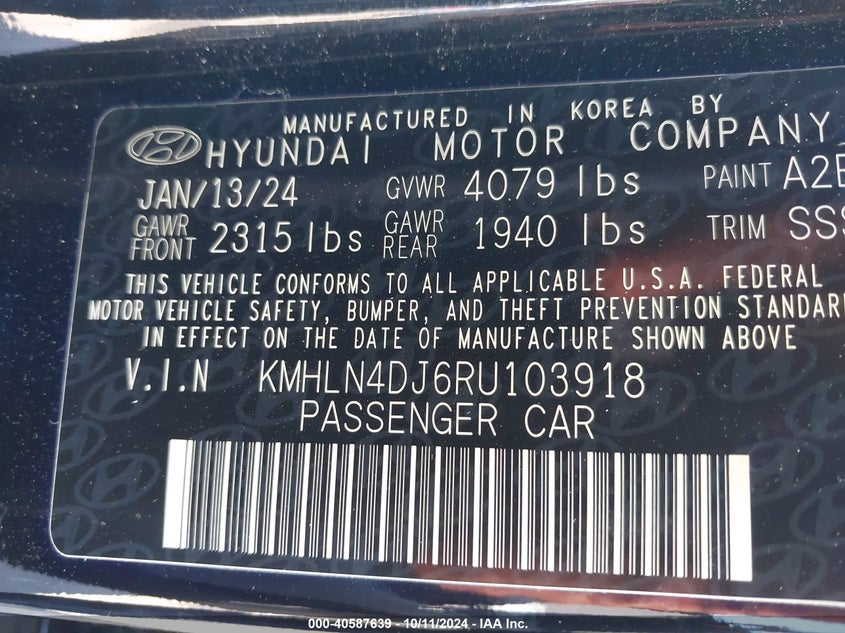 MANUFACTURED IN KOREA BY
HYUNDAI MOTOR COMPANY
JAN/13/24 GVWR 4079 lbs PAINT
GAWR FRONT 2315 lbs GAWR REAR 1940 lbs TRIM
THIS VEHICLE CONFORMS TO ALL APPLICABLE U.S.A. FEDERAL
MOTOR VEHICLE SAFETY, BUMPER, AND THEFT PREVENTION STANDAR
IN EFFECT ON THE DATE OF MANUFACTURE SHOWN ABOVE
V.I.N KMHLN4DJ6RU103918
PASSENGER CAR
000-40587639 - 10/11/2024 - IAA Inc.